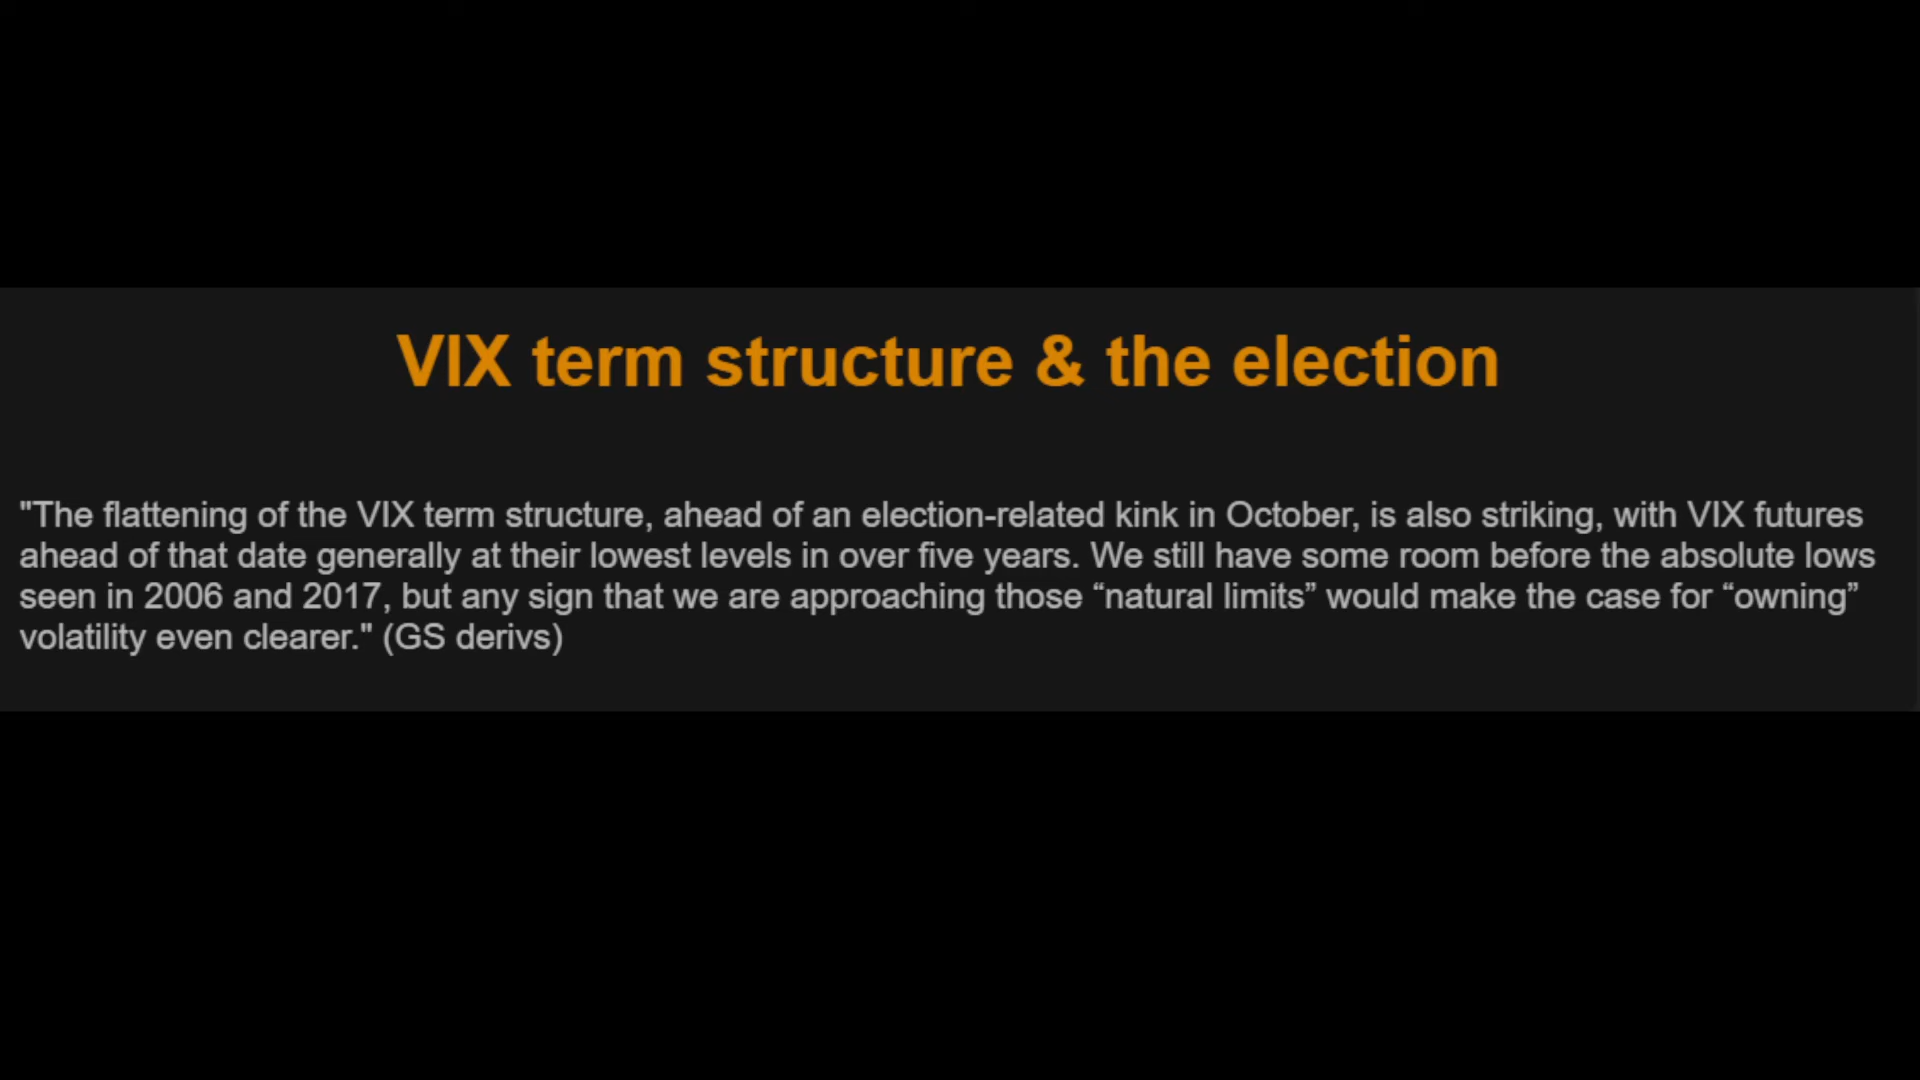 VIX term structure & the election
"The flattening of the VIX term structure, ahead of an election-related kink in October, is also striking, with VIX futures
ahead of that date generally at their lowest levels in over five years. We still have some room before the absolute lows
seen in 2006 and 2017, but any sign that we are approaching those “natural limits” would make the case for “owning”
volatility even clearer." (GS derivs)